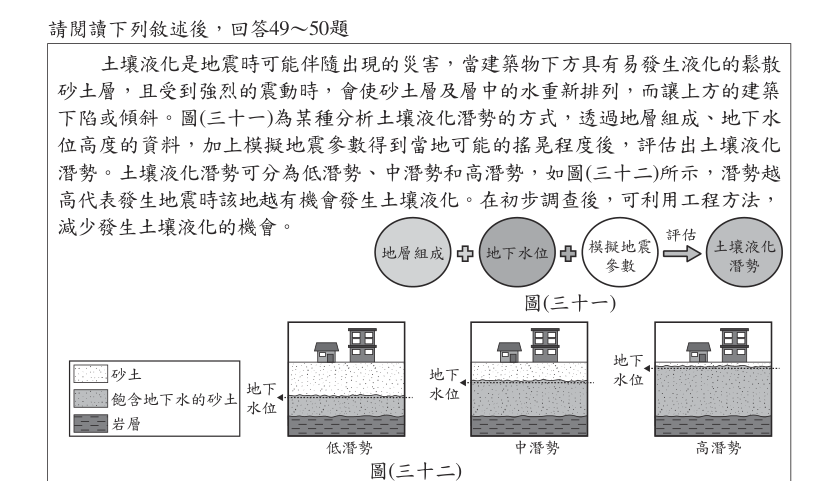 請閱讀下列敘述後，回答49～50題
土壤液化是地震時可能伴隨出現的災害，當建築物下方具有易發生液化的鬆散
砂土層，且受到強烈的震動時，會使砂土層及層中的水重新排列，而讓上方的建築
下陷或傾斜。圖(三十一)為某種分析土壤液化潛勢的方式，透過地層組成、地下水
位高度的資料，加上模擬地震參數得到當地可能的搖晃程度後，評估出土壤液化
潛勢。土壤液化潛勢可分為低潛勢、中潛勢和高潛勢，如圖(三十二)所示，潛勢越
高代表發生地震時該地越有機會發生土壤液化。在初步調查後，可利用工程方法，
減少發生土壤液化的機會。
地層組成
地下水位
模擬地震
參數
評估
土壤液化
潛勢
圖(三十一)
砂土
飽含地下水的砂土
岩層
地下
水位
低潛勢
地下
水位
中潛勢
地下
水位
高潛勢
圖(三十二)